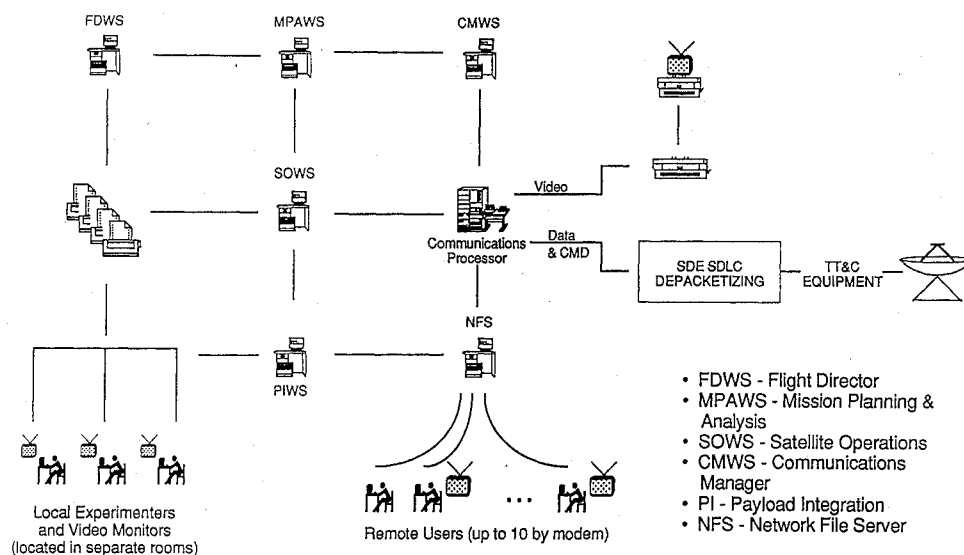 FDWS
MPAWS
CMWS
SOWS
Video
Communications
Processor
Data
& CMD
SDE SDLC
DEPACKETIZING
TT&C
EQUIPMENT
NFS
PIWS
Local Experimenters
and Video Monitors
(located in separate rooms)
Remote Users (up to 10 by modem)
• FDWS - Flight Director
• MPAWS - Mission Planning &
Analysis
• SOWS - Satellite Operations
• CMWS - Communications
Manager
• PI - Payload Integration
• NFS - Network File Server